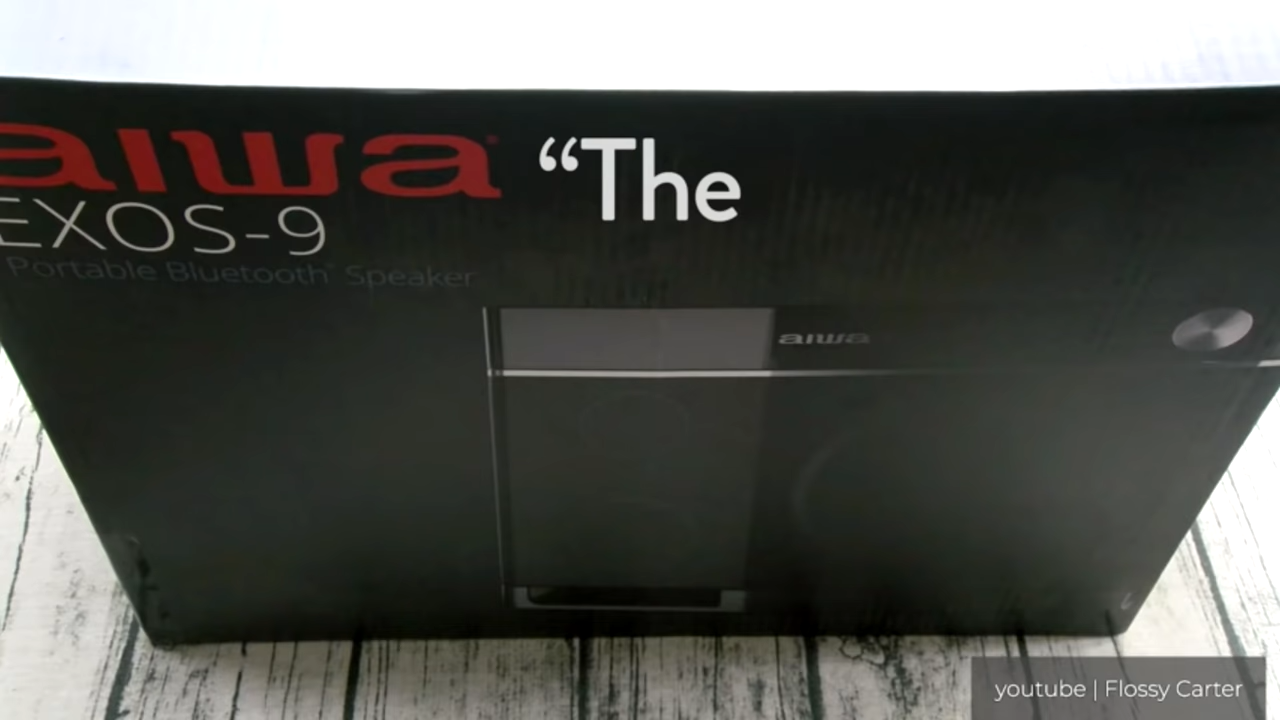 aiwa
“The
EXOS-9
Portable Bluetooth Speaker
aiwa
youtube | Flossy Carter